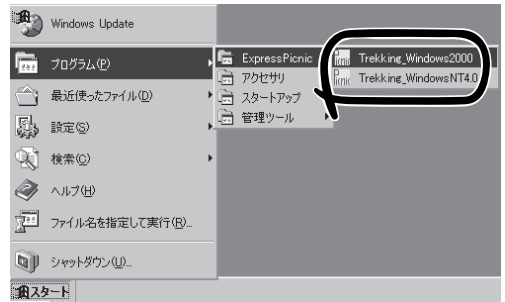 Windows Update
プログラム(P)
最近使ったファイル(D)
設定(S)
検索(C)
ヘルプ(H)
ファイル名を指定して実行(R)...
シャットダウン(U)...
スタート
ExpressPicnic
アクセサリ
スタートアップ
管理ツール
Trekking_Windows2000
Trekking_WindowsNT4.0